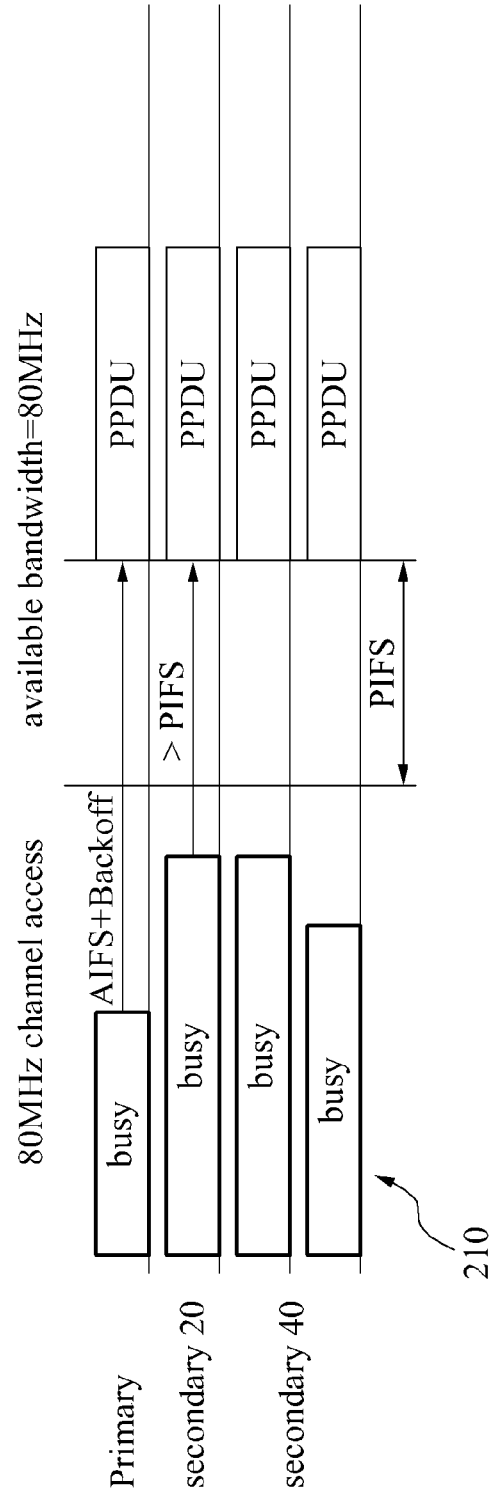 80MHz channel access
available bandwidth=80MHz
Primary
busy
AIFS+Backoff
PPDU
secondary 20
busy
> PIFS
PPDU
secondary 40
busy
PPDU
busy
PPDU
PIFS
210